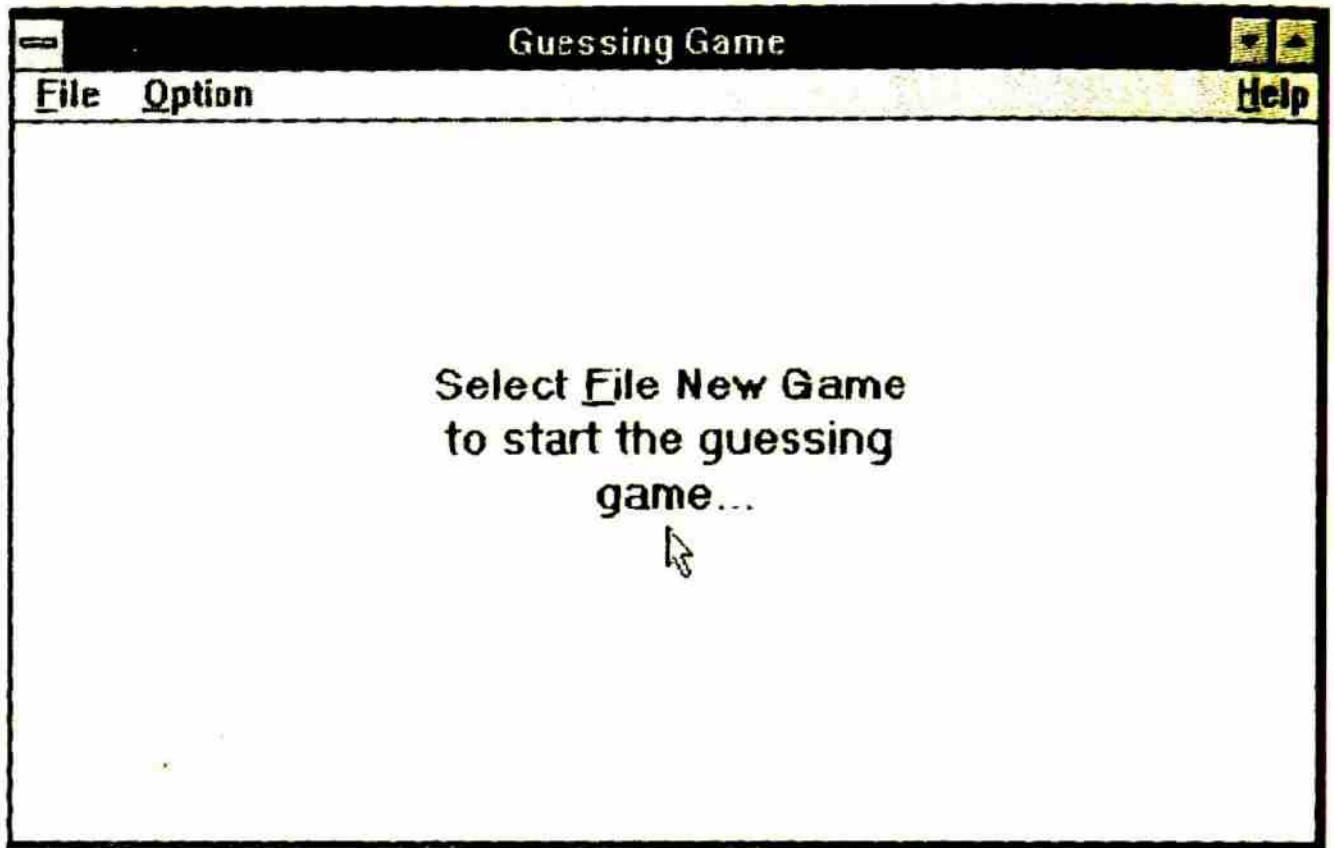 Guessing Game
File Option Help
Select File New Game
to start the guessing
game...